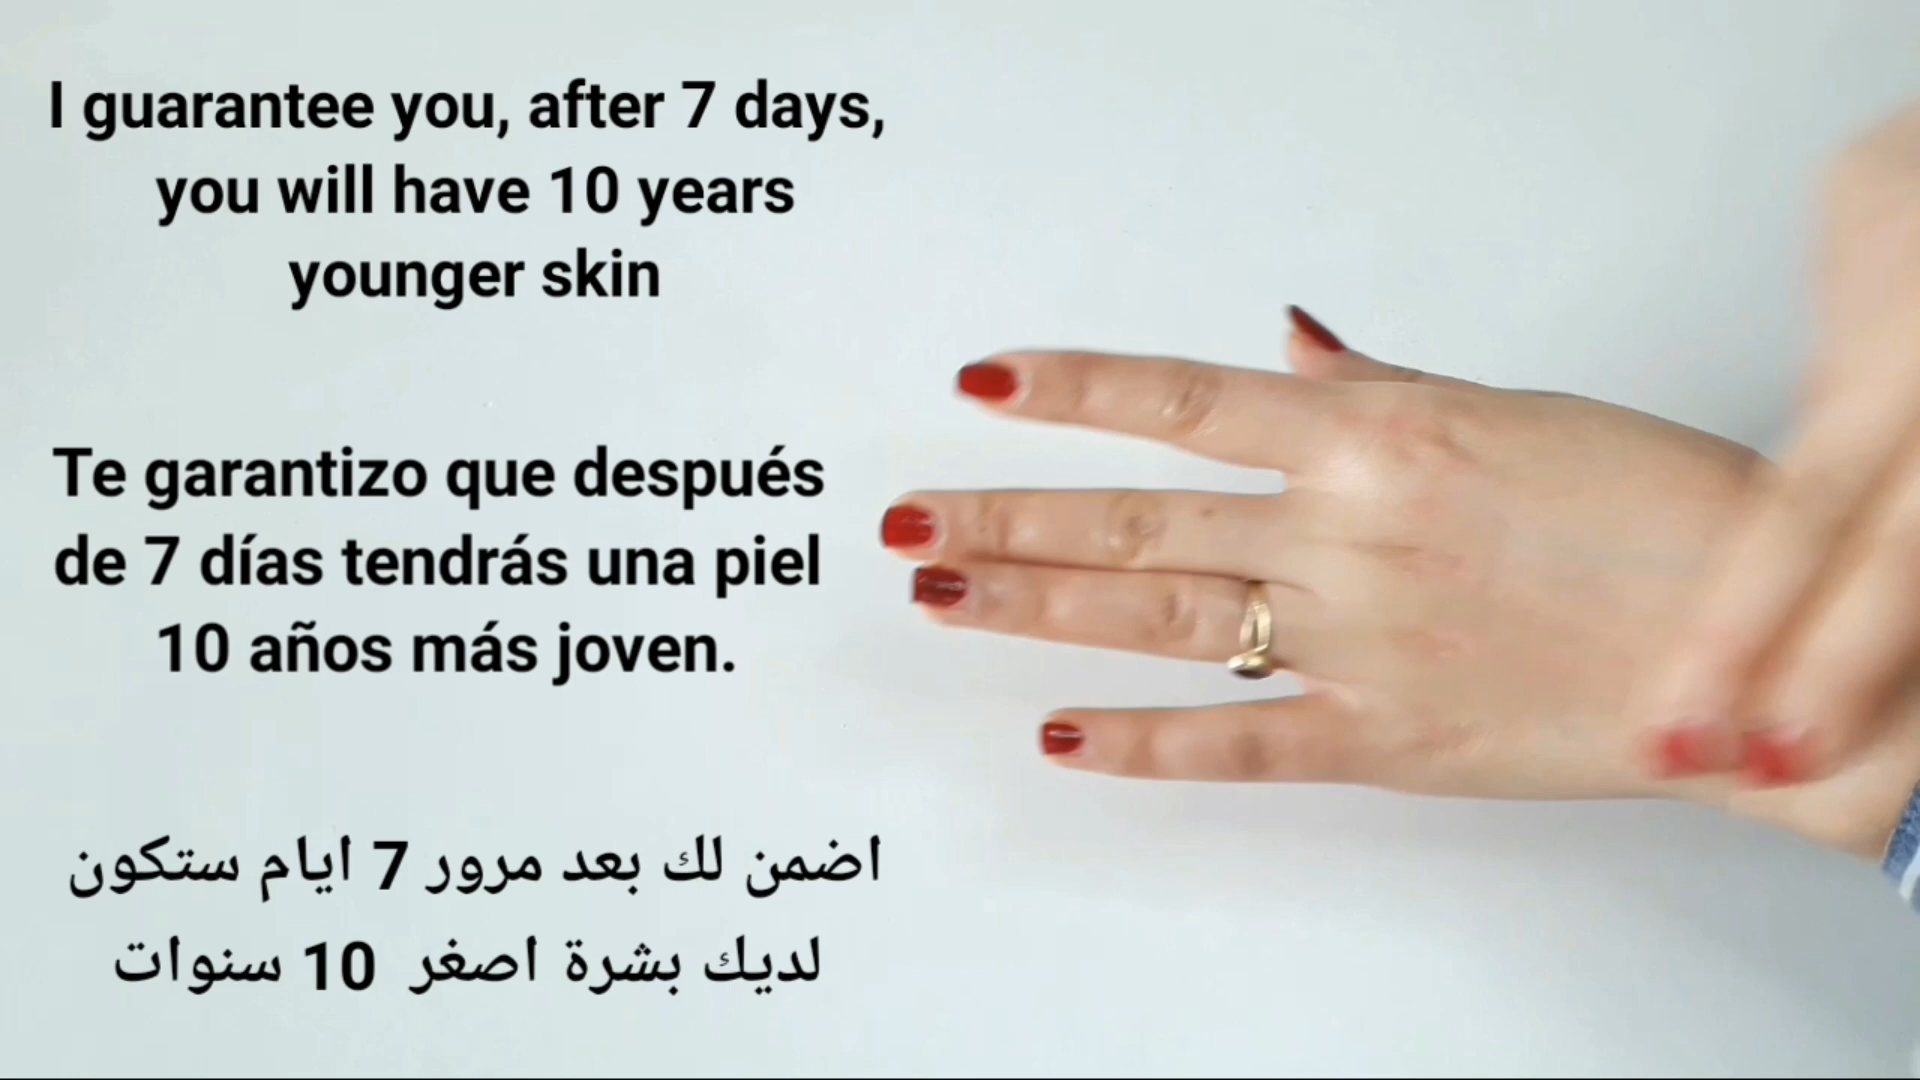 I guarantee you, after 7 days,
you will have 10 years
younger skin
Te garantizo que después
de 7 días tendrás una piel
10 años más joven.
اضمن لك بعد مرور 7 ايام ستكون
لديك بشرة اصغر 10 سنوات